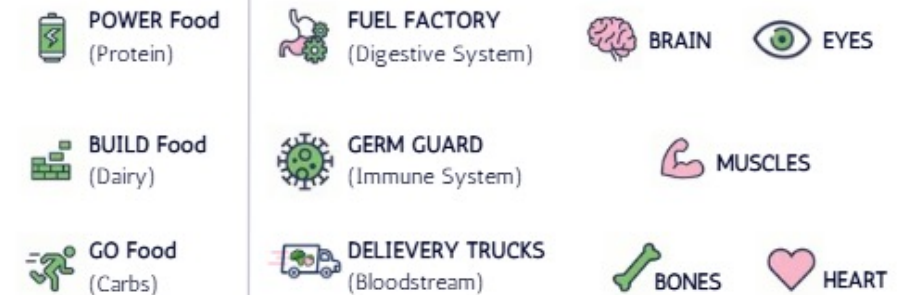 POWER Food
(Protein)
FUEL FACTORY
(Digestive System)
BRAIN
EYES
BUILD Food
(Dairy)
GERM GUARD
(Immune System)
MUSCLES
GO Food
(Carbs)
DELIEVERY TRUCKS
(Bloodstream)
BONES
HEART